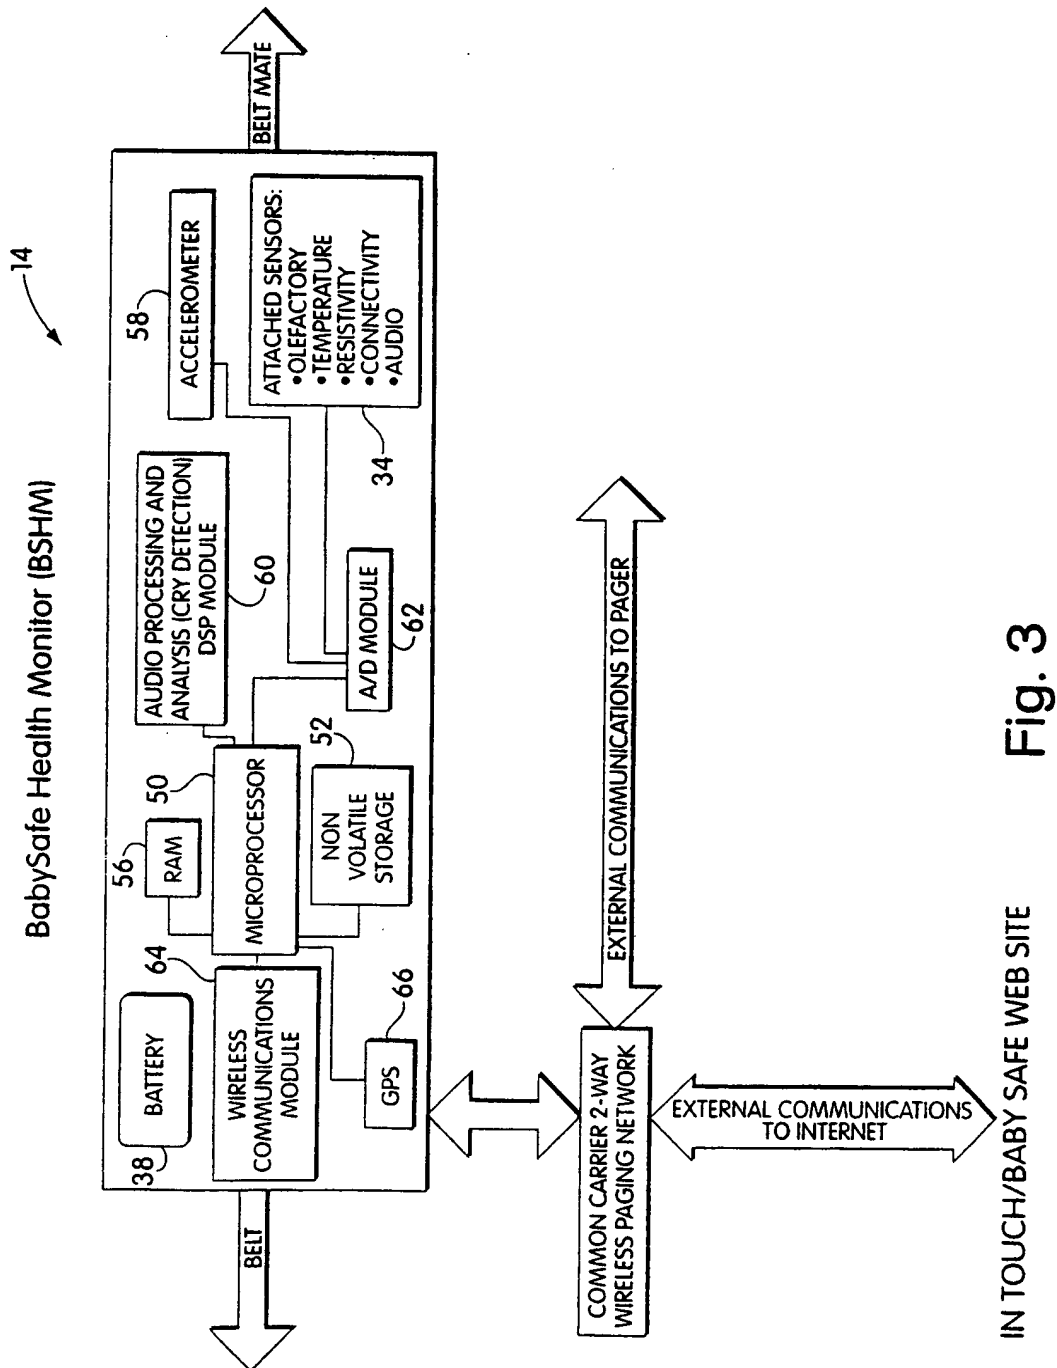 BabySafe Health Monitor (BSHM)
14
BELT
BATTERY
38
WIRELESS
COMMUNICATIONS
MODULE
64
GPS
66
RAM
56
MICROPROCESSOR
50
NON
VOLATILE
STORAGE
52
AUDIO PROCESSING AND
ANALYSIS (CRY DETECTION)
DSP MODULE
60
A/D MODULE
62
ACCELEROMETER
58
ATTACHED SENSORS:
•OLEFACTORY
•TEMPERATURE
•RESISTIVITY
•CONNECTIVITY
•AUDIO
34
BELT MATE
COMMON CARRIER 2-WAY
WIRELESS PAGING NETWORK
EXTERNAL COMMUNICATIONS TO PAGER
EXTERNAL COMMUNICATIONS
TO INTERNET
IN TOUCH/BABY SAFE WEB SITE
Fig. 3